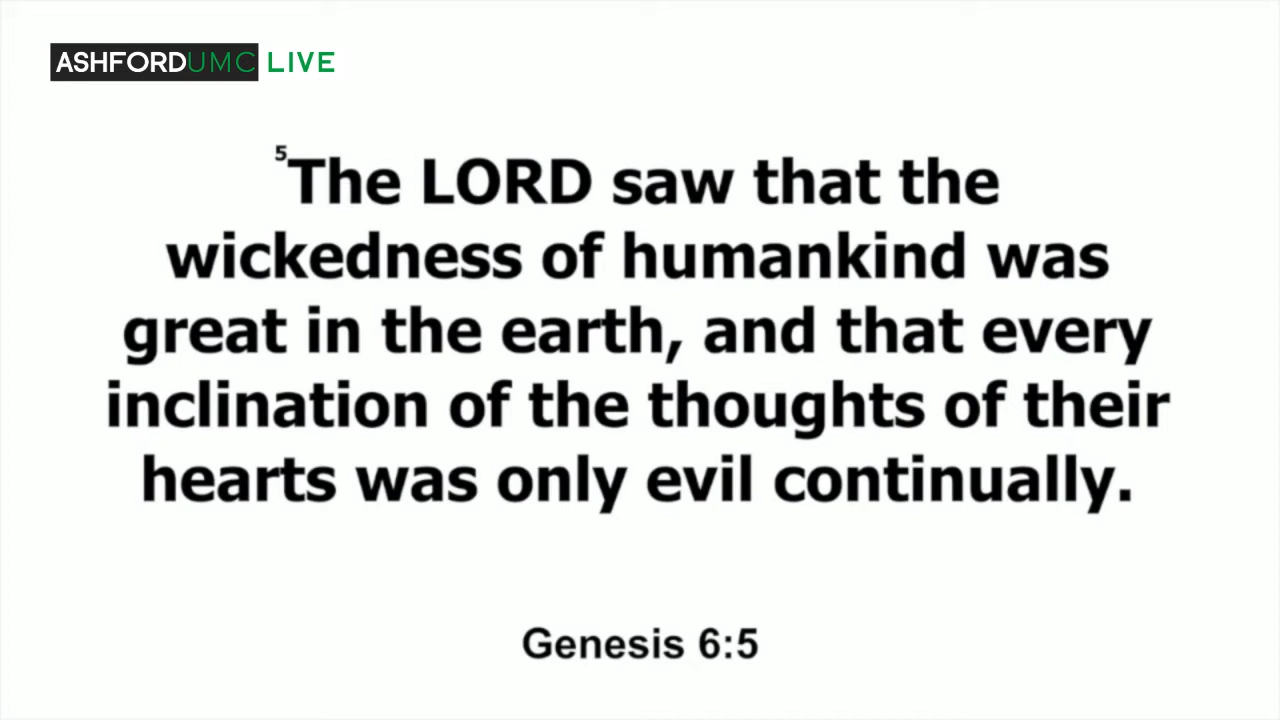 ASHFORDUMC LIVE
5The LORD saw that the
wickedness of humankind was
great in the earth, and that every
inclination of the thoughts of their
hearts was only evil continually.
Genesis 6:5